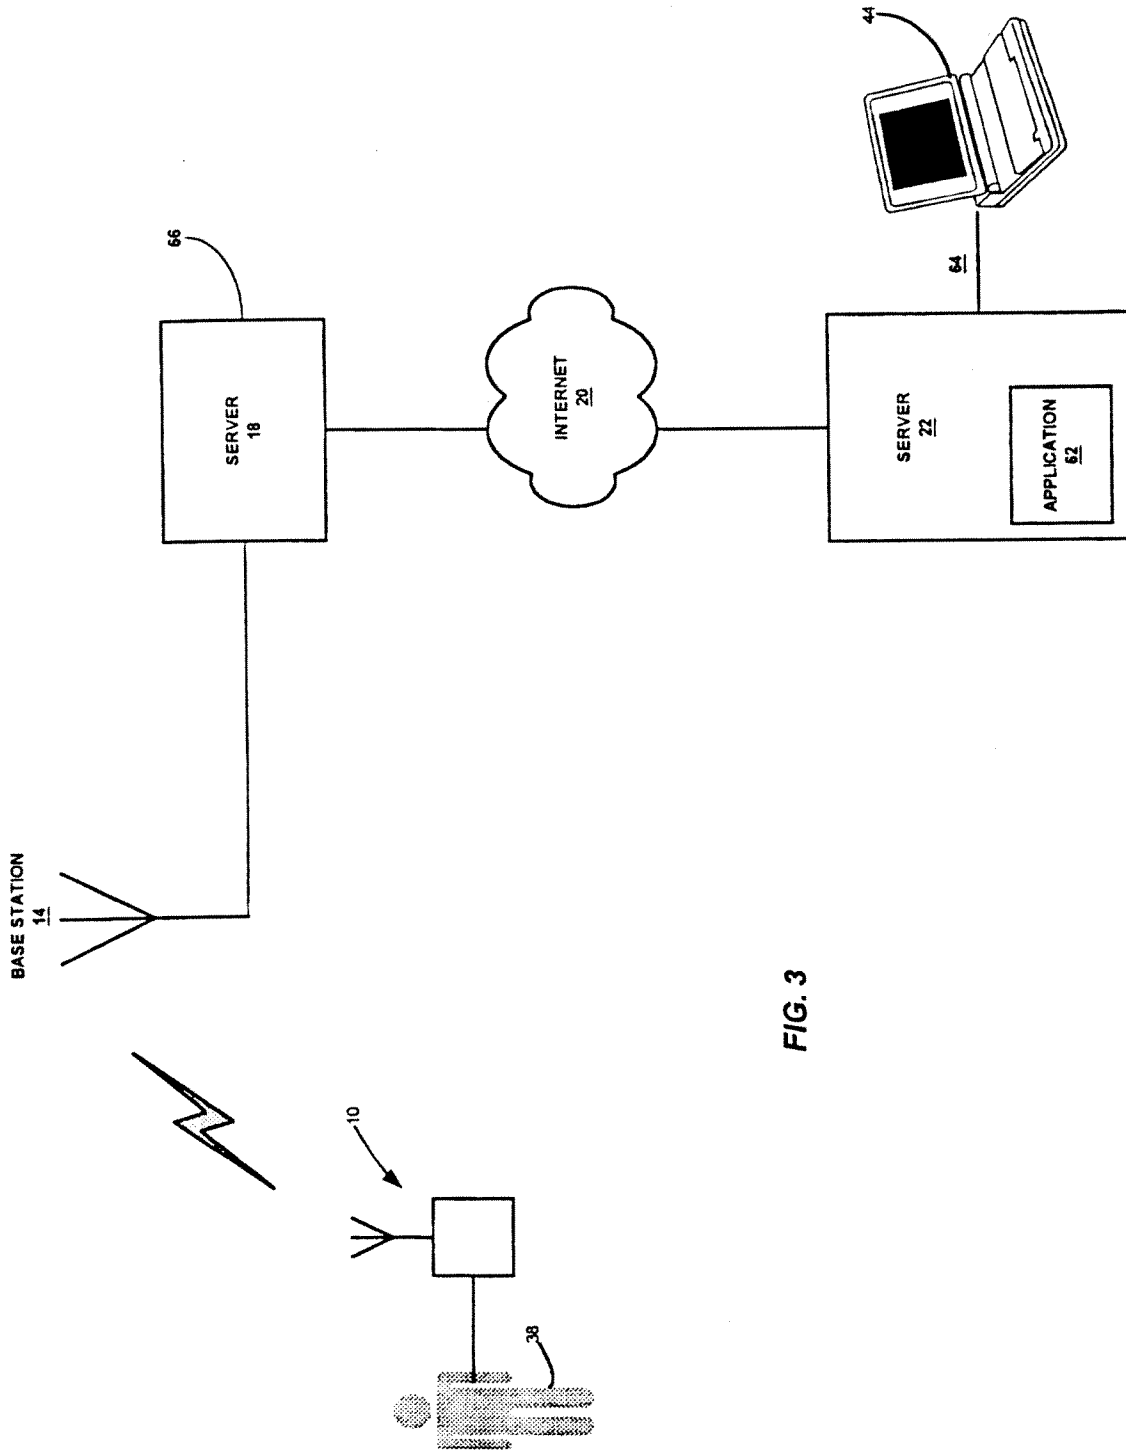 BASE STATION
14
66
SERVER
18
INTERNET
20
SERVER
22
APPLICATION
62
64
44
10
38
FIG. 3